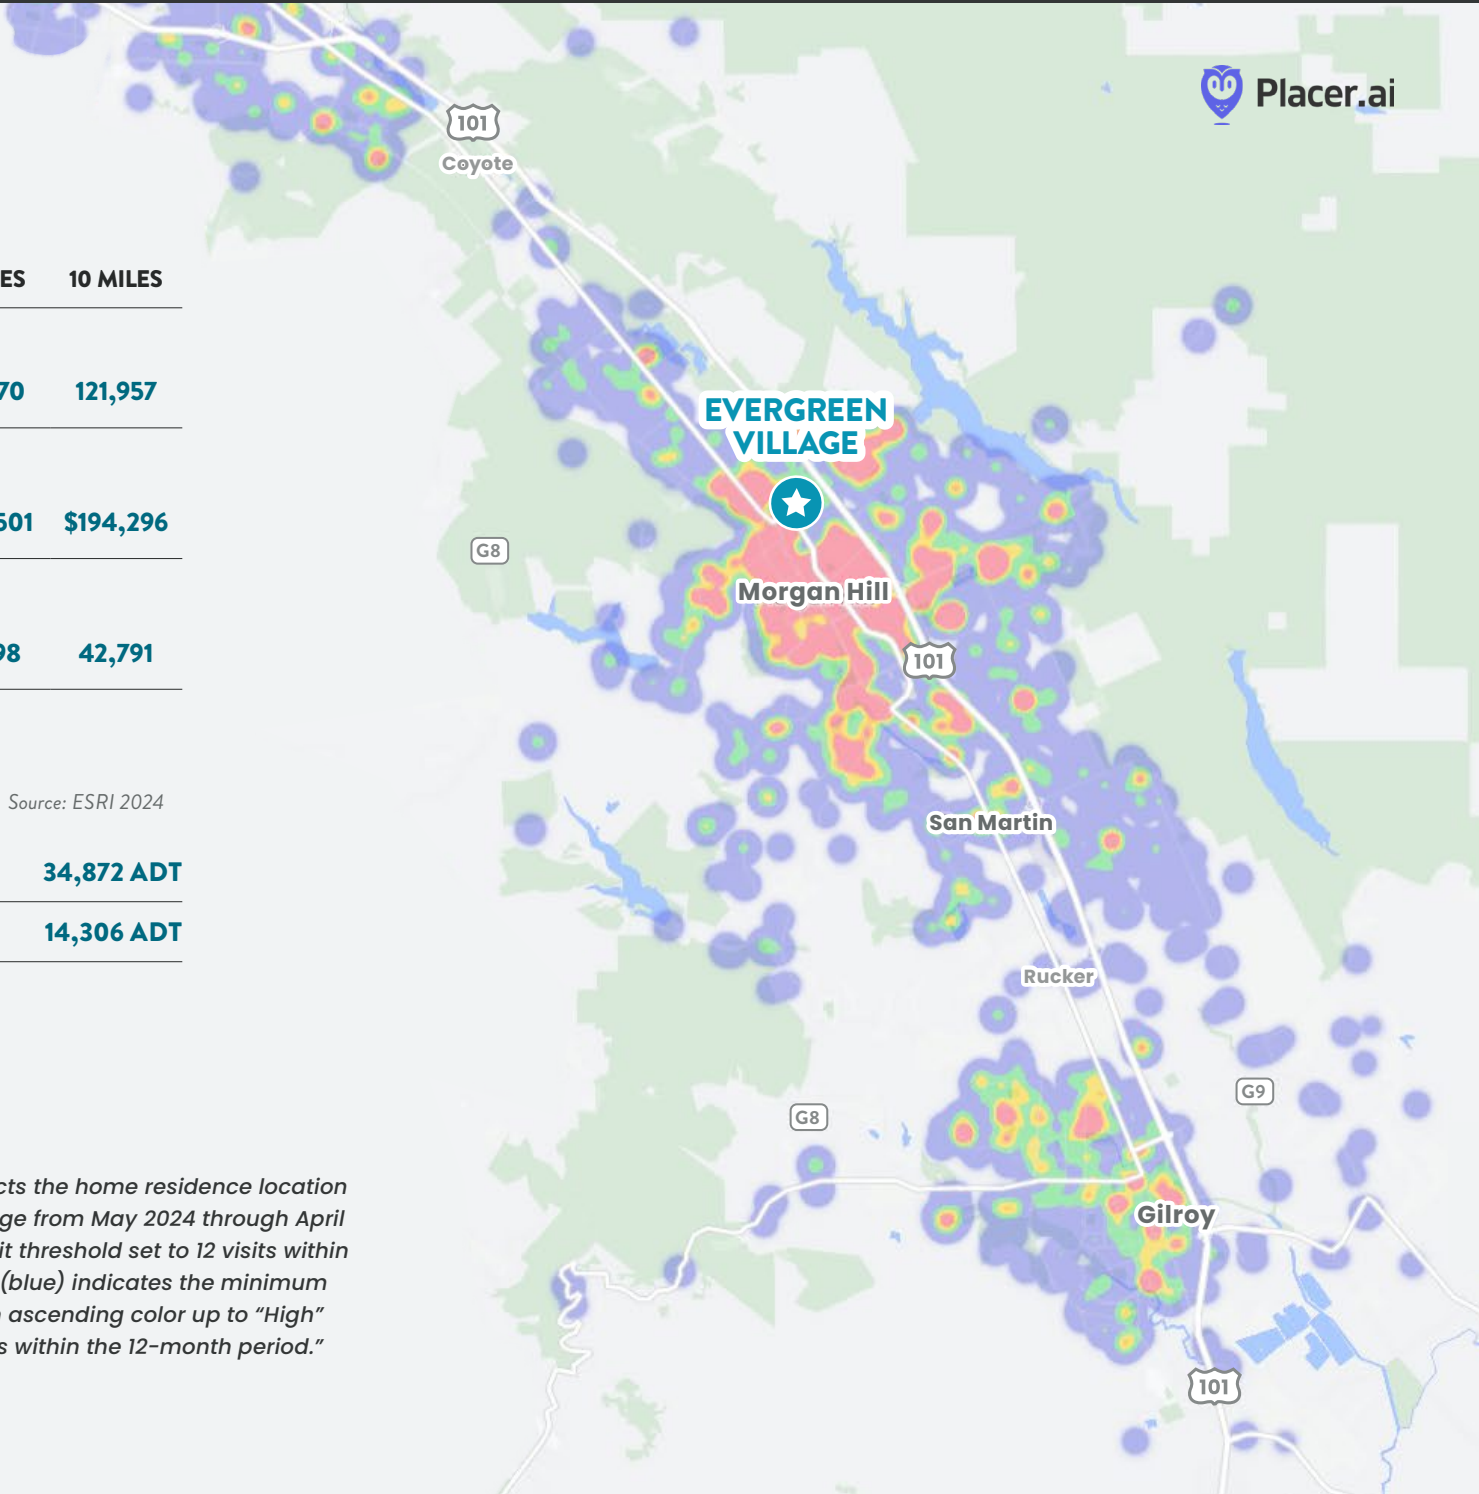 Placer.ai
101
Coyote
ES 10 MILES
70 121,957
EVERGREEN
VILLAGE
501 $194,296
G8
Morgan Hill
98 42,791
101
Source: ESRI 2024
San Martin
34,872 ADT
14,306 ADT
Rucker
G9
G8
cts the home residence location
ge from May 2024 through April
it threshold set to 12 visits within
(blue) indicates the minimum
n ascending color up to “High”
s within the 12-month period.”
Gilroy
101